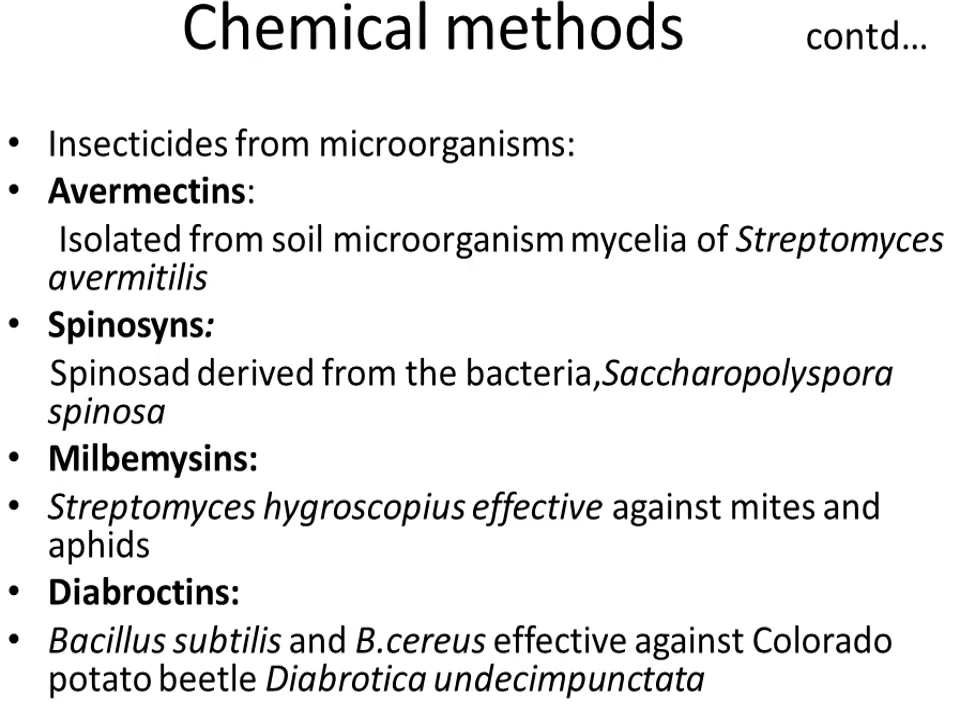 Chemical methods contd...
• Insecticides from microorganisms:
• Avermectins:
Isolated from soil microorganism mycelia of Streptomyces
avermitilis
• Spinosyns:
Spinosad derived from the bacteria,Saccharopolyspora
spinosa
• Milbemysins:
• Streptomyces hygroscopius effective against mites and
aphids
• Diabroctins:
• Bacillus subtilis and B.cereus effective against Colorado
potato beetle Diabrotica undecimpunctata